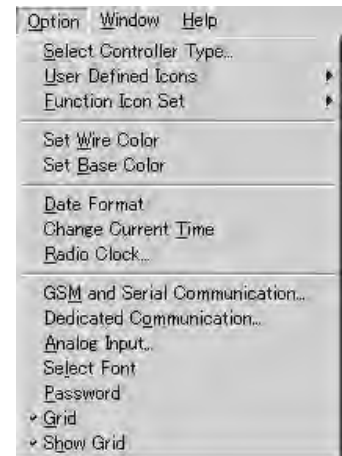 Option Window Help
Select Controller Type...
User Defined Icons
Function Icon Set
Set Wire Color
Set Base Color
Date Format
Change Current Time
Radio Clock...
GSM and Serial Communication...
Dedicated Communication...
Analog Input...
Select Font
Password
Grid
Show Grid